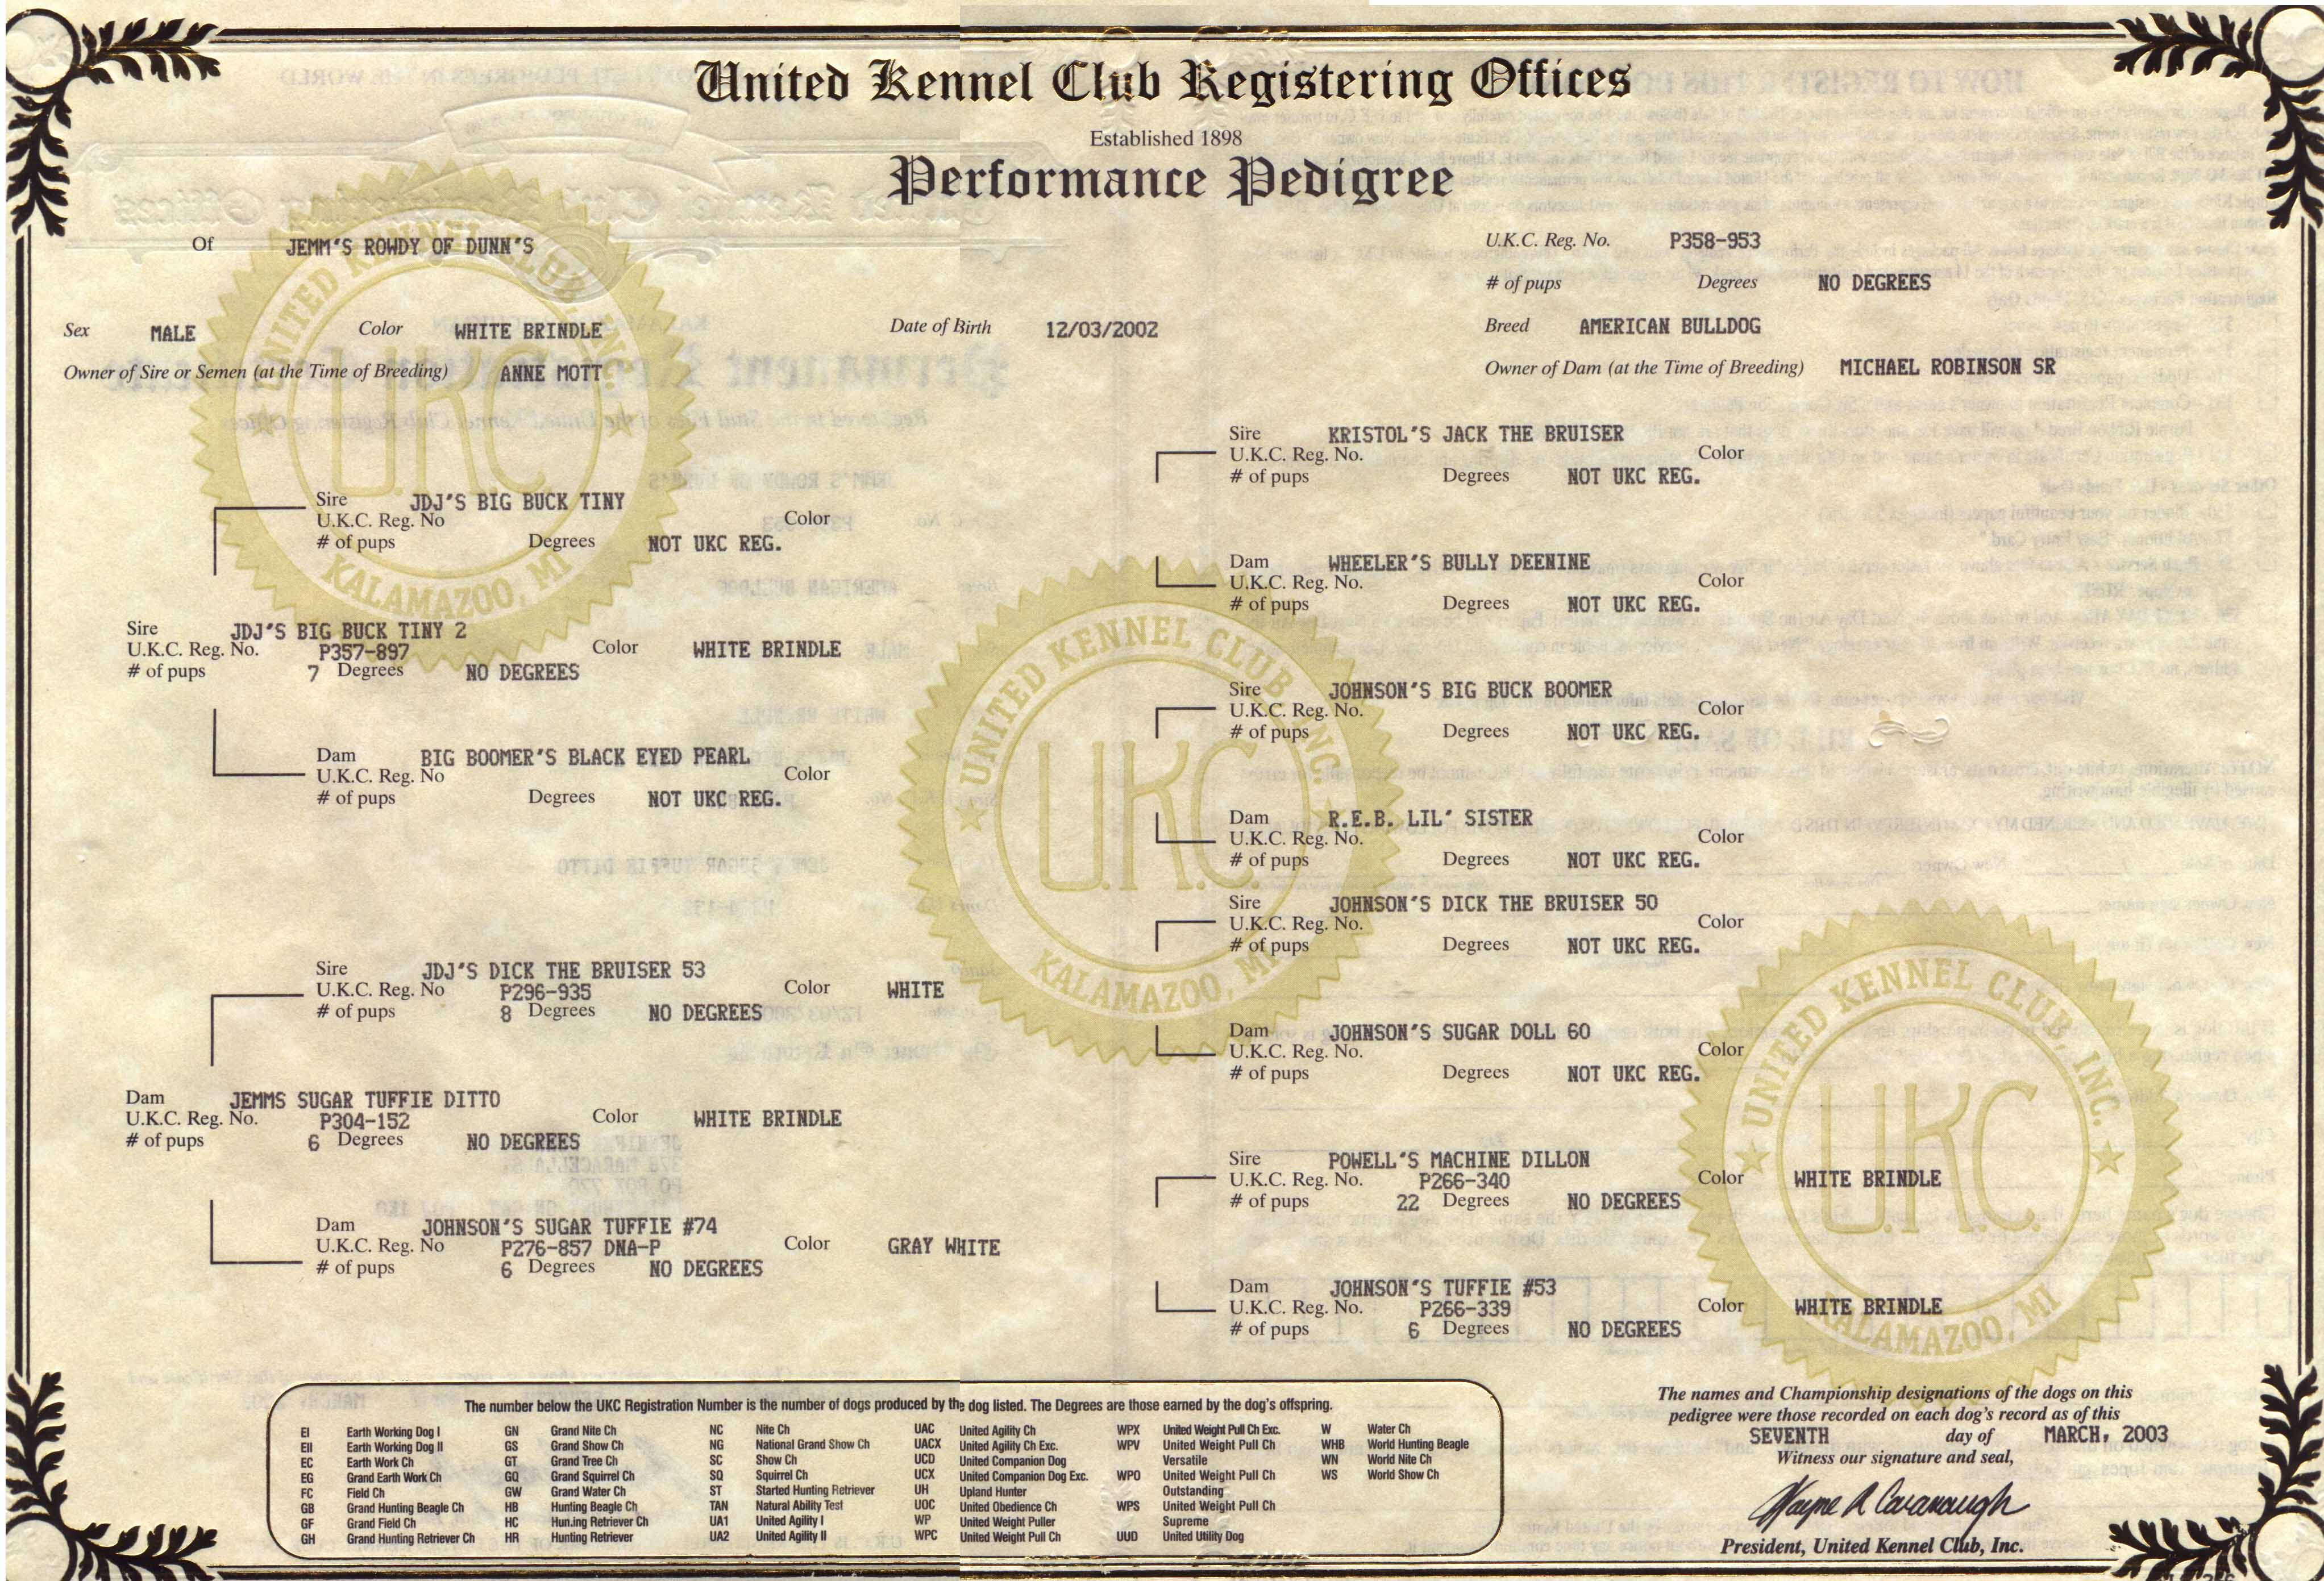 United Kennel Club Registering Offices
Established 1898
Performance Pedigree
Of JEMM'S ROWDY OF DUNN'S
U.K.C. Reg. No. P358-953
# of pups Degrees NO DEGREES
Sex MALE Color WHITE BRINDLE Date of Birth 12/03/2002 Breed AMERICAN BULLDOG
Owner of Sire or Semen (at the Time of Breeding) ANNE MOTT Owner of Dam (at the Time of Breeding) MICHAEL ROBINSON SR
Sire JDJ'S BIG BUCK TINY 2
U.K.C. Reg. No. P357-897 Color WHITE BRINDLE
# of pups 7 Degrees NO DEGREES
Sire JDJ'S BIG BUCK TINY
U.K.C. Reg. No Color
# of pups Degrees NOT UKC REG.
Dam BIG BOOMER'S BLACK EYED PEARL
U.K.C. Reg. No Color
# of pups Degrees NOT UKC REG.
Dam JEMMS SUGAR TUFFIE DITTO
U.K.C. Reg. No. P304-152 Color WHITE BRINDLE
# of pups 6 Degrees NO DEGREES
Sire JDJ'S DICK THE BRUISER 53
U.K.C. Reg. No P296-935 Color WHITE
# of pups 8 Degrees NO DEGREES
Dam JOHNSON'S SUGAR TUFFIE #74
U.K.C. Reg. No P276-857 DNA-P Color GRAY WHITE
# of pups 6 Degrees NO DEGREES
Sire KRISTOL'S JACK THE BRUISER
U.K.C. Reg. No. Color
# of pups Degrees NOT UKC REG.
Dam WHEELER'S BULLY DEENINE
U.K.C. Reg. No. Color
# of pups Degrees NOT UKC REG.
Sire JOHNSON'S BIG BUCK BOOMER
U.K.C. Reg. No. Color
# of pups Degrees NOT UKC REG.
Dam R.E.B. LIL' SISTER
U.K.C. Reg. No. Color
# of pups Degrees NOT UKC REG.
Sire JOHNSON'S DICK THE BRUISER 50
U.K.C. Reg. No. Color
# of pups Degrees NOT UKC REG.
Dam JOHNSON'S SUGAR DOLL 60
U.K.C. Reg. No. Color
# of pups Degrees NOT UKC REG.
Sire POWELL'S MACHINE DILLON
U.K.C. Reg. No. P266-340 Color WHITE BRINDLE
# of pups 22 Degrees NO DEGREES
Dam JOHNSON'S TUFFIE #53
U.K.C. Reg. No. P266-339 Color WHITE BRINDLE
# of pups 6 Degrees NO DEGREES
UNITED KENNEL CLUB, INC.
U.K.C.
KALAMAZOO, MI
UNITED KENNEL CLUB, INC.
U.K.C.
KALAMAZOO, MI
UNITED KENNEL CLUB, INC.
U.K.C.
KALAMAZOO, MI
The number below the UKC Registration Number is the number of dogs produced by the dog listed. The Degrees are those earned by the dog's offspring.
EI Earth Working Dog I
EII Earth Working Dog II
EC Earth Work Ch
EG Grand Earth Work Ch
FC Field Ch
GB Grand Hunting Beagle Ch
GF Grand Field Ch
GH Grand Hunting Retriever Ch
GN Grand Nite Ch
GS Grand Show Ch
GT Grand Tree Ch
GQ Grand Squirrel Ch
GW Grand Water Ch
HB Hunting Beagle Ch
HC Hun.ing Retriever Ch
HR Hunting Retriever
NC Nite Ch
NG National Grand Show Ch
SC Show Ch
SQ Squirrel Ch
ST Started Hunting Retriever
TAN Natural Ability Test
UA1 United Agility I
UA2 United Agility II
UAC United Agility Ch
UACX United Agility Ch Exc.
UCD United Companion Dog
UCX United Companion Dog Exc.
UH Upland Hunter
UOC United Obedience Ch
WP United Weight Puller
WPC United Weight Pull Ch
WPX United Weight Pull Ch Exc.
WPV United Weight Pull Ch
Versatile
WPO United Weight Pull Ch
Outstanding
WPS United Weight Pull Ch
Supreme
UUD United Utility Dog
W Water Ch
WHB World Hunting Beagle
WN World Nite Ch
WS World Show Ch
The names and Championship designations of the dogs on this
pedigree were those recorded on each dog's record as of this
SEVENTH day of MARCH, 2003
Witness our signature and seal,
Wayne R Cavanaugh
President, United Kennel Club, Inc.